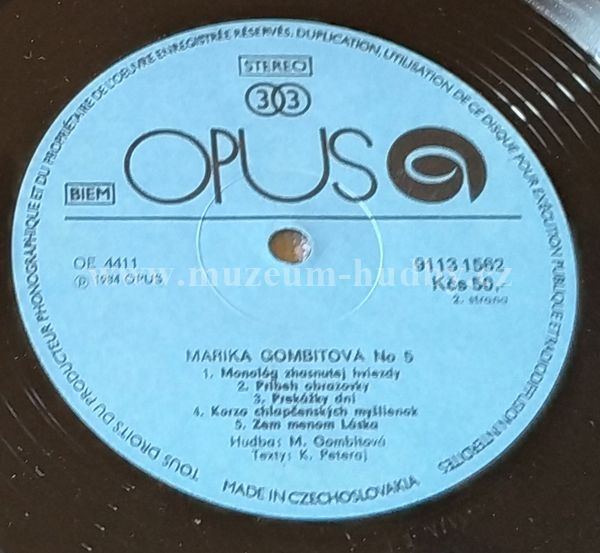 TOUS DROITS DU PRODUCTEUR PHONOGRAPHIQUE ET DU PROPRIÉTAIRE DE L'OEUVRE ENREGISTRÉE RÉSERVÉS. DUPLICATION, UTILISATION DE CE DISQUE POUR EXÉCUTION PUBLIQUE ET RADIODIFFUSION INTERDITES
STEREO
33
OPUS
BIEM
OE 4411
9113 1562
℗ 1984 OPUS,
Kčs 50,-
2. strana
www.muzeum-hudby.cz
MARIKA GOMBITOVÁ No 5
1. Monológ zhasnutej hviezdy
2. Príbeh obrazovky
3. Prekážky dní
4. Korzo chlapčenských myšlienok
5. Zem menom Láska
Hudba: M. Gombitová
Texty: K. Peteraj
MADE IN CZECHOSLOVAKIA